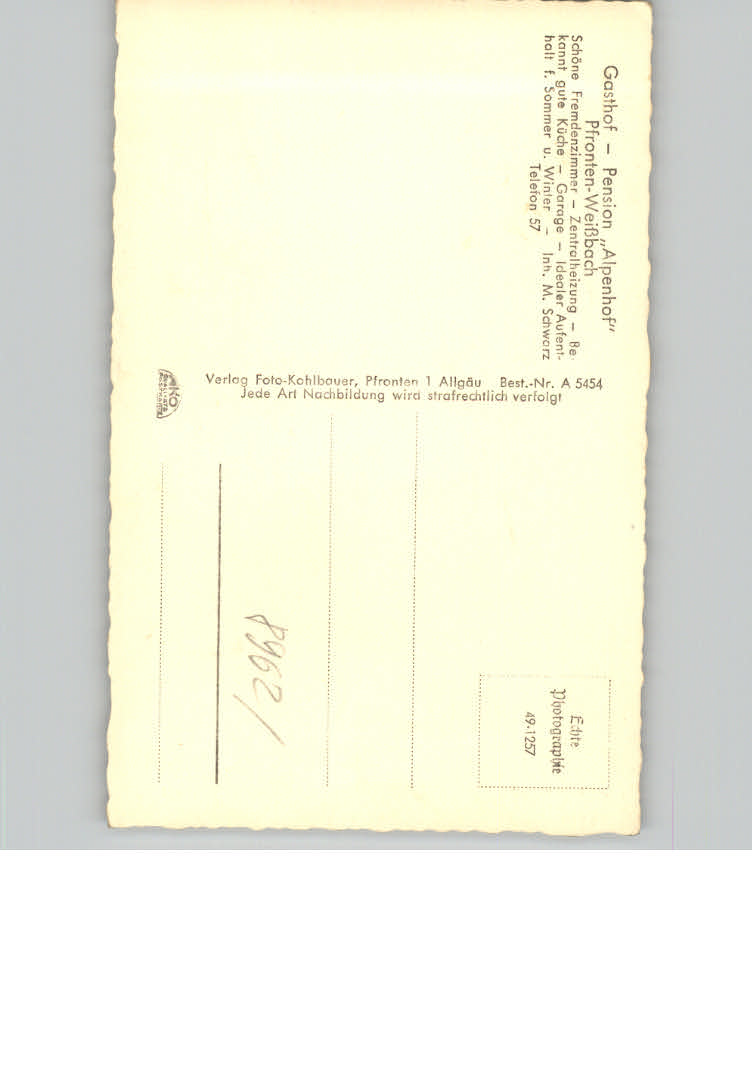 Gasthof – Pension „Alpenhof"
Pfronten-Weißbach
Schöne Fremdenzimmer – Zentralheizung – Be-
kannt gute Küche – Garage – Idealer Aufent-
halt f. Sommer u. Winter – Inh. M. Schwarz
Telefon 57
Verlag Foto-Kohlbauer, Pfronten 1 Allgäu Best.-Nr. A 5454
Jede Art Nachbildung wird strafrechtlich verfolgt
Echte
Photographie
49-1257
8962/